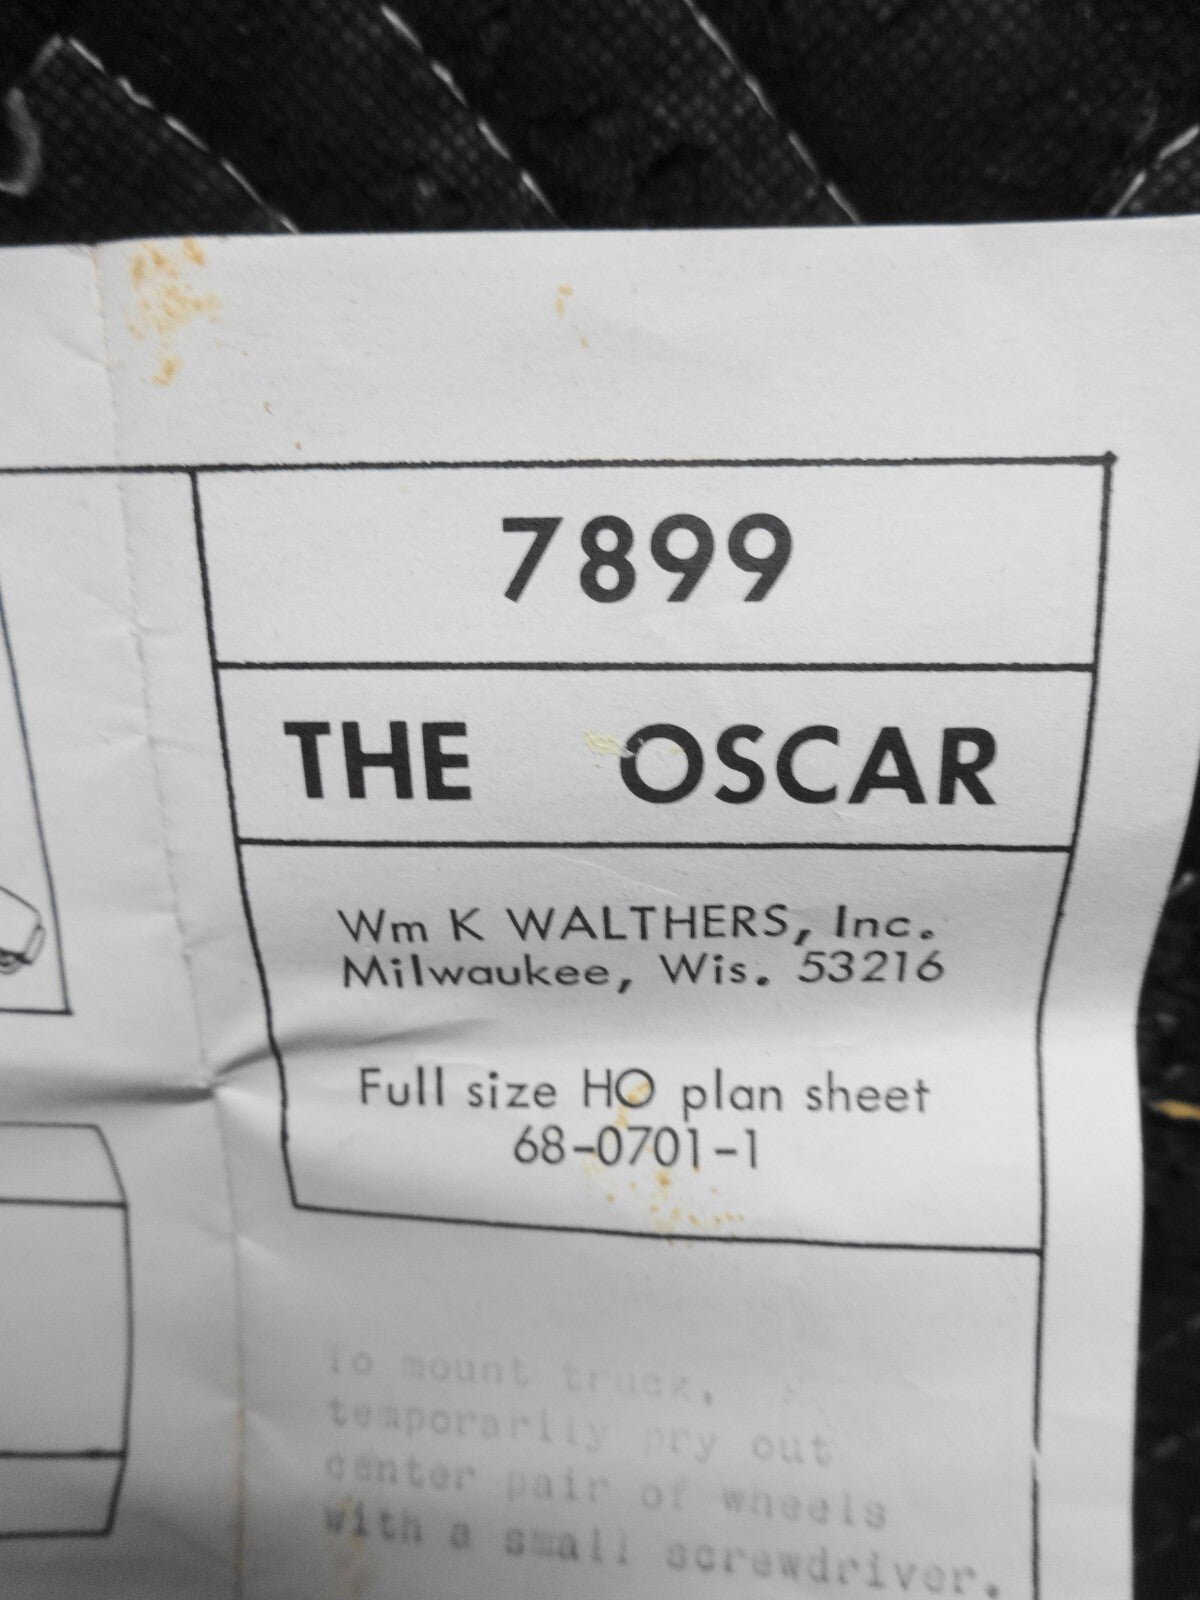 7899
THE OSCAR
Wm K WALTHERS, Inc.
Milwaukee, Wis. 53216
Full size HO plan sheet
68-0701-1
To mount truck,
temporarily pry out
center pair of wheels
with a small screwdriver.